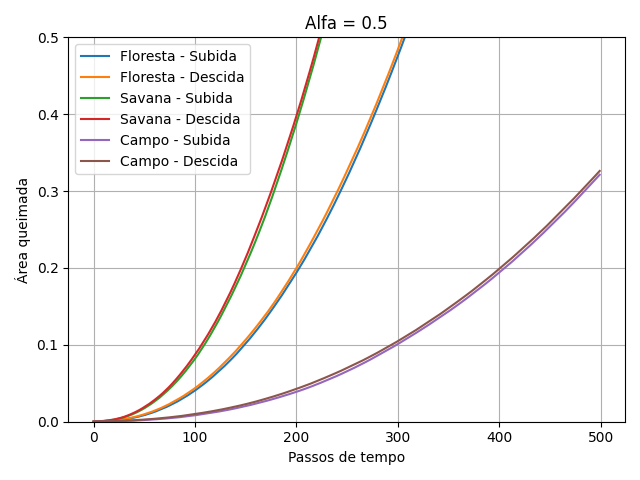 Alfa = 0.5
Floresta - Subida
Floresta - Descida
Savana - Subida
Savana - Descida
Campo - Subida
Campo - Descida
Área queimada
0.5
0.4
0.3
0.2
0.1
0.0
0 100 200 300 400 500
Passos de tempo